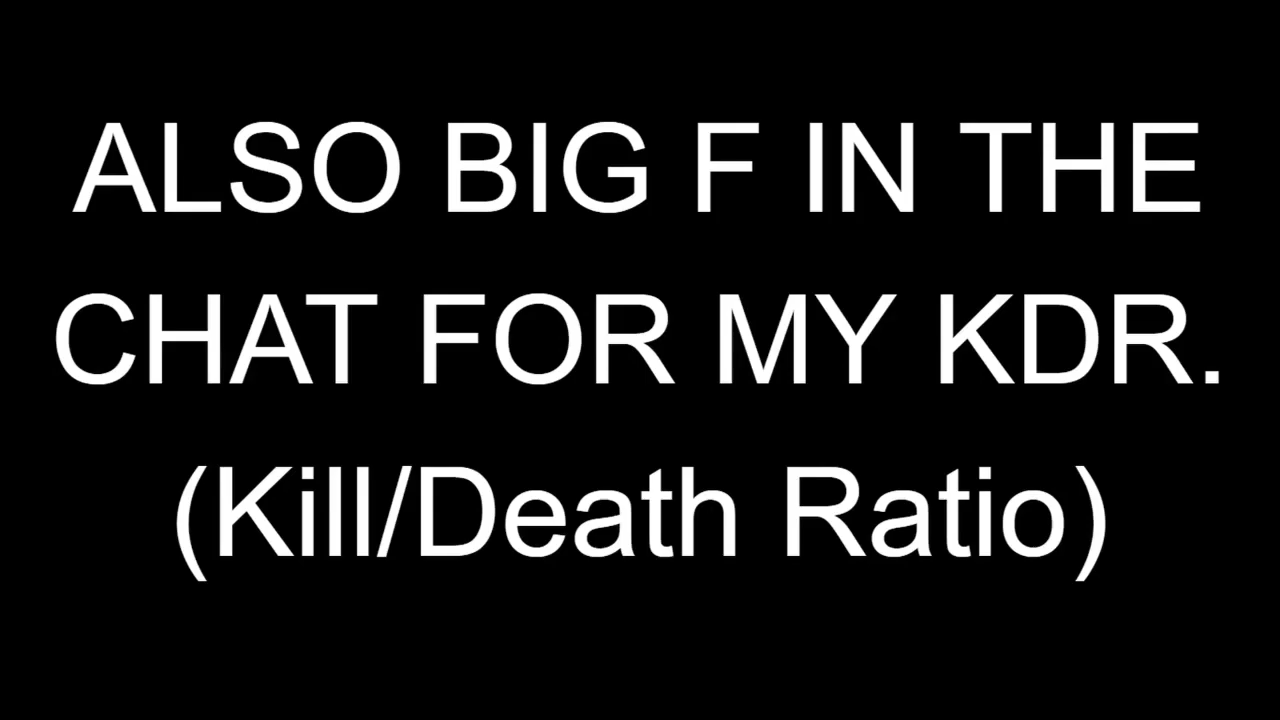 ALSO BIG F IN THE
CHAT FOR MY KDR.
(Kill/Death Ratio)